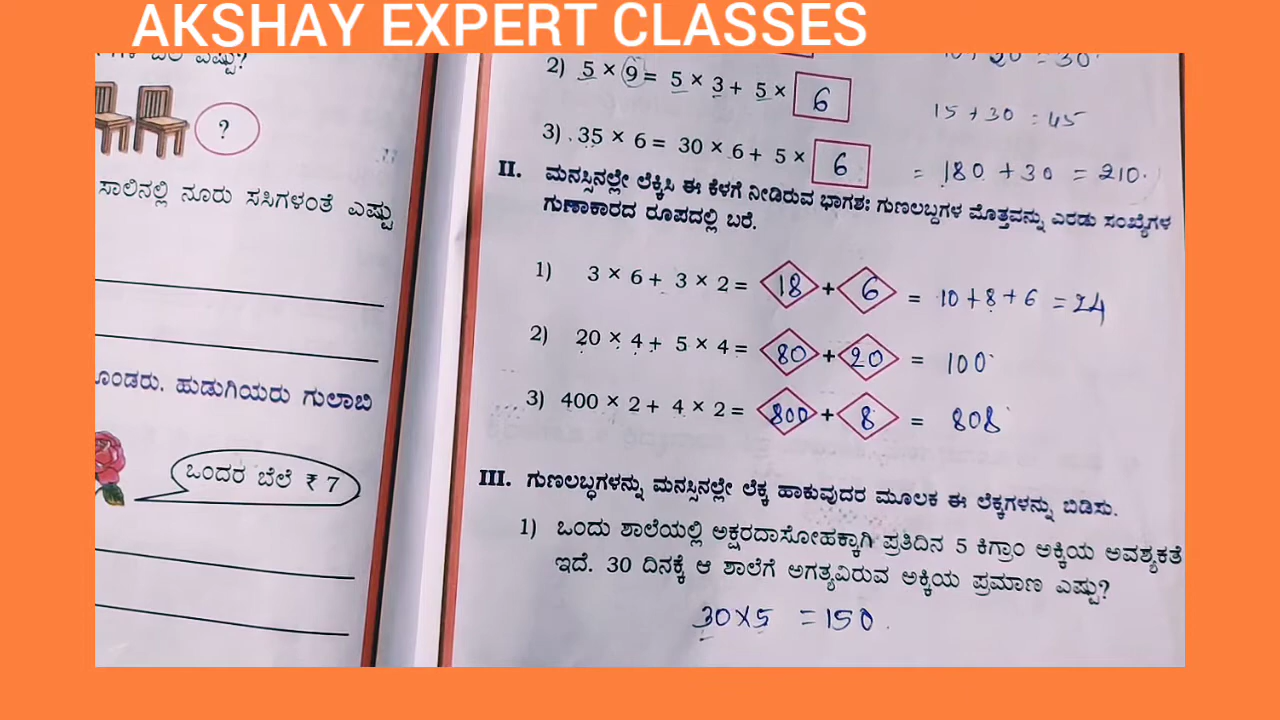 AKSHAY EXPERT CLASSES
ಎಷ್ಟು?
?
ಸಾಲಿನಲ್ಲಿ ನೂರು ಸಸಿಗಳಂತೆ ಎಷ್ಟು
ಹುಡುಗಿಯರು ಗುಲಾಬಿ
ಒಂದರ ಬೆಲೆ ₹ 7
2) 5 × 9 = 5 × 3 + 5 × 6
15 + 30 = 45
3) 35 × 6 = 30 × 6 + 5 × 6 = 180 + 30 = 210
II. ಮನಸ್ಸಿನಲ್ಲೇ ಲೆಕ್ಕಿಸಿ ಈ ಕೆಳಗೆ ನೀಡಿರುವ ಭಾಗಶಃ ಗುಣಲಬ್ಧಗಳ ಮೊತ್ತವನ್ನು ಎರಡು ಸಂಖ್ಯೆಗಳ
ಗುಣಾಕಾರದ ರೂಪದಲ್ಲಿ ಬರೆ.
1) 3 × 6 + 3 × 2 = 18 + 6 = 10 + 8 + 6 = 24
2) 20 × 4 + 5 × 4 = 80 + 20 = 100
3) 400 × 2 + 4 × 2 = 800 + 8 = 808
III. ಗುಣಲಬ್ಧಗಳನ್ನು ಮನಸ್ಸಿನಲ್ಲೇ ಲೆಕ್ಕ ಹಾಕುವುದರ ಮೂಲಕ ಈ ಲೆಕ್ಕಗಳನ್ನು ಬಿಡಿಸು.
1) ಒಂದು ಶಾಲೆಯಲ್ಲಿ ಅಕ್ಷರದಾಸೋಹಕ್ಕಾಗಿ ಪ್ರತಿದಿನ 5 ಕಿಗ್ರಾಂ ಅಕ್ಕಿಯ ಅವಶ್ಯಕತೆ
ಇದೆ. 30 ದಿನಕ್ಕೆ ಆ ಶಾಲೆಗೆ ಅಗತ್ಯವಿರುವ ಅಕ್ಕಿಯ ಪ್ರಮಾಣ ಎಷ್ಟು?
30×5 = 150